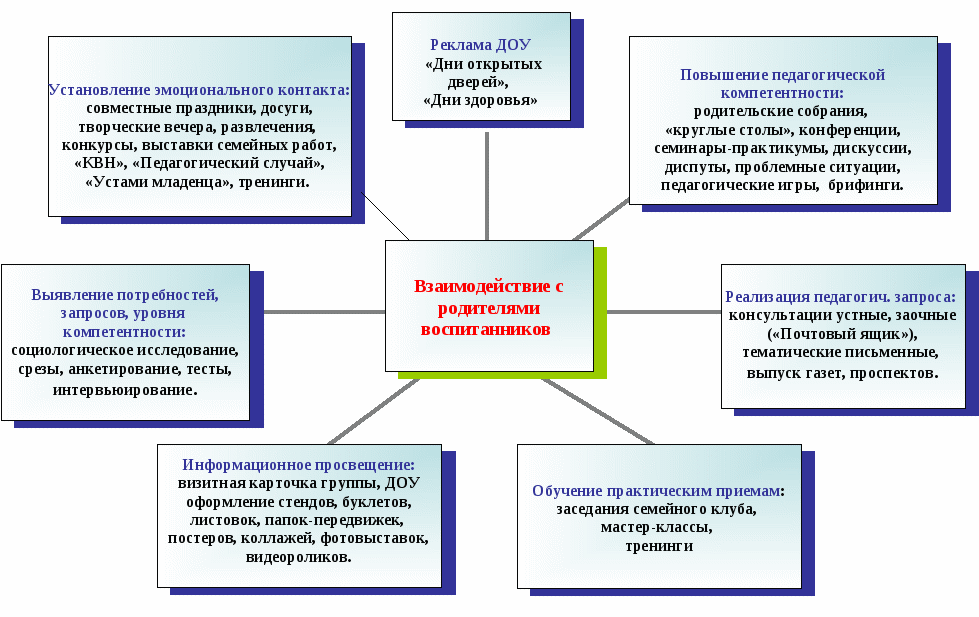 Реклама ДОУ
«Дни открытых
дверей»,
«Дни здоровья»
Установление эмоционального контакта:
совместные праздники, досуги,
творческие вечера, развлечения,
конкурсы, выставки семейных работ,
«КВН», «Педагогический случай»,
«Устами младенца», тренинги.
Повышение педагогической
компетентности:
родительские собрания,
«круглые столы», конференции,
семинары-практикумы, дискуссии,
диспуты, проблемные ситуации,
педагогические игры, брифинги.
Взаимодействие с
родителями
воспитанников
Выявление потребностей,
запросов, уровня
компетентности:
социологическое исследование,
срезы, анкетирование, тесты,
интервьюирование.
Реализация педагогич. запроса:
консультации устные, заочные
(«Почтовый ящик»),
тематические письменные,
выпуск газет, проспектов.
Информационное просвещение:
визитная карточка группы, ДОУ
оформление стендов, буклетов,
листовок, папок-передвижек,
постеров, коллажей, фотовыставок,
видеороликов.
Обучение практическим приемам:
заседания семейного клуба,
мастер-классы,
тренинги